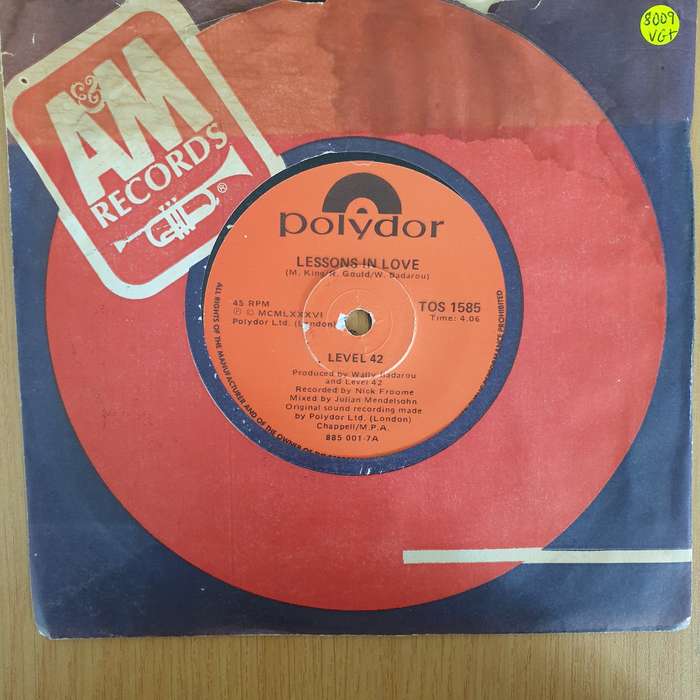 8009
VG+
A&M
RECORDS
®
polydor
LESSONS IN LOVE
(M. King/R. Gould/W. Badarou)
45 RPM
℗ © MCMLXXXVI
Polydor Ltd. (London)
TOS 1585
Time: 4.06
LEVEL 42
Produced by Wally Badarou
and Level 42
Recorded by Nick Froome
Mixed by Julian Mendelsohn
Original sound recording made
by Polydor Ltd. (London)
Chappell/M.P.A.
885 001-7A
ALL RIGHTS OF THE MANUFACTURER AND OF THE OWNER OF THE
PROHIBITED